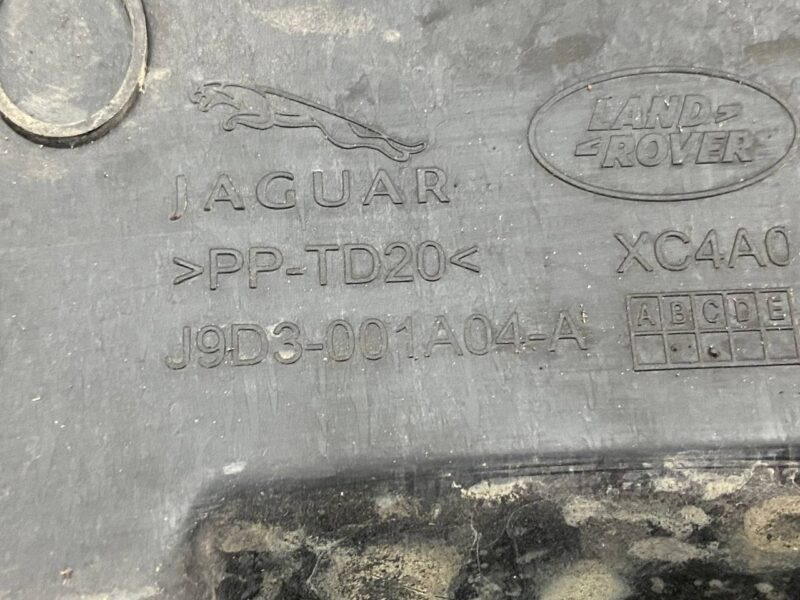 JAGUAR
LAND
ROVER
>PP-TD20<
XC4A0
J9D3-001A04-A
A B C D E